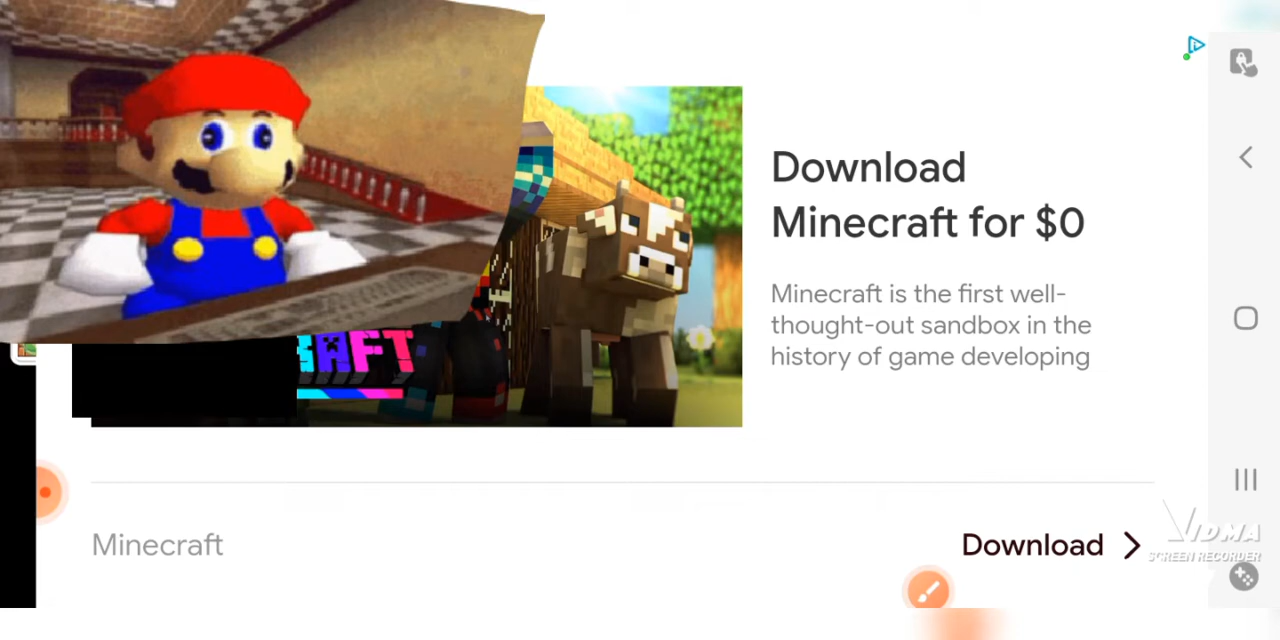 Download
Minecraft for $0
Minecraft is the first well-
thought-out sandbox in the
history of game developing
RAFT
Minecraft
Download
VIDMA
SCREEN RECORDER